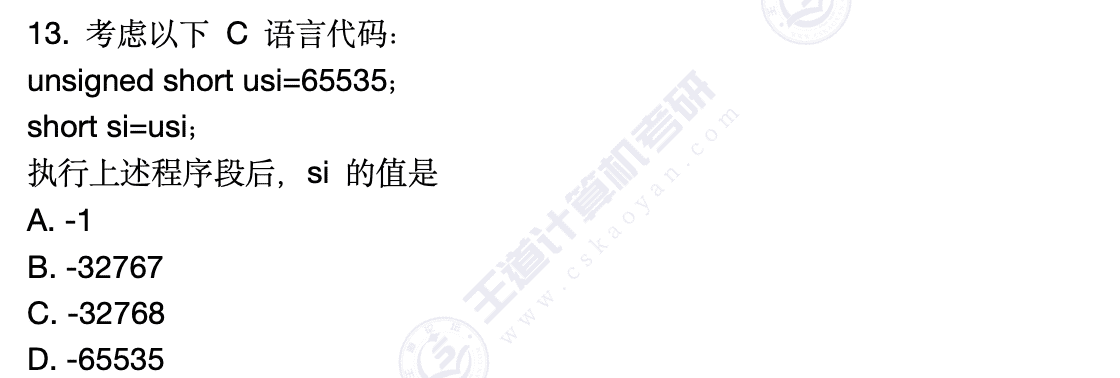 13. 考虑以下 C 语言代码：
unsigned short usi=65535；
short si=usi；
执行上述程序段后，si 的值是
A. -1
B. -32767
C. -32768
D. -65535
王道计算机考研
www.cskaoyan.com